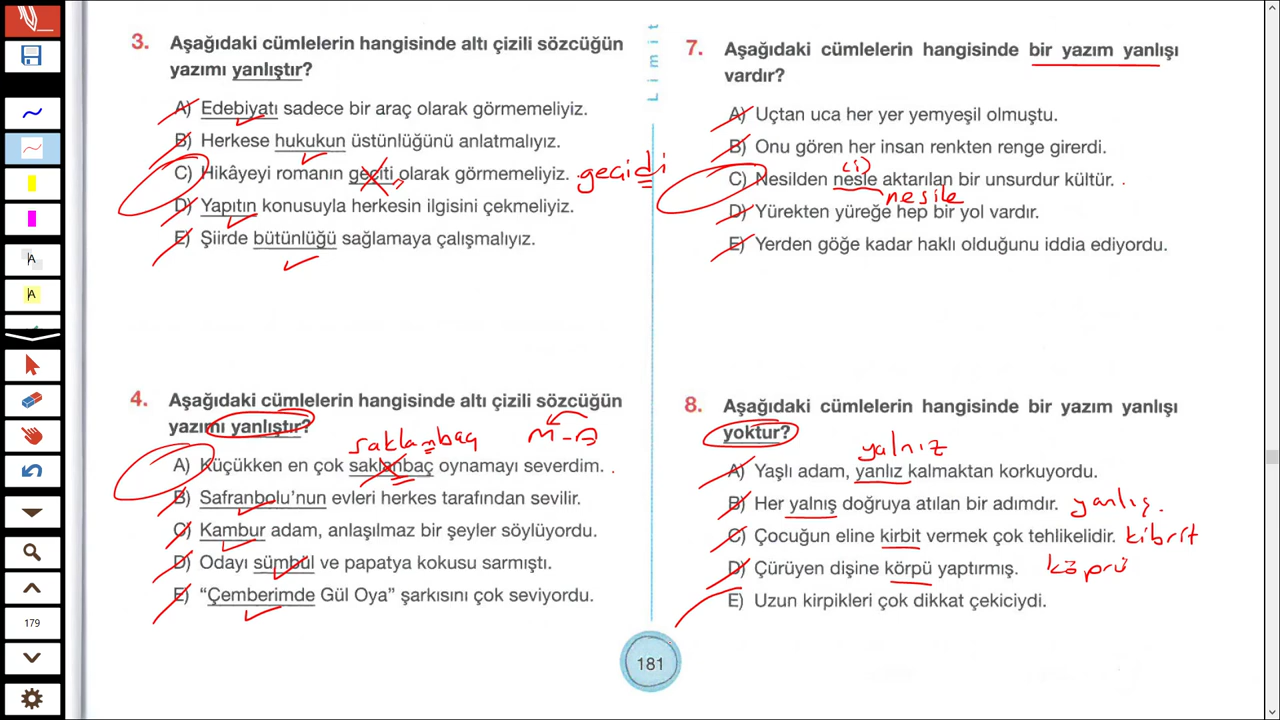 3. Aşağıdaki cümlelerin hangisinde altı çizili sözcüğün
yazımı yanlıştır?
A) Edebiyatı sadece bir araç olarak görmemeliyiz.
B) Herkese hukukun üstünlüğünü anlatmalıyız.
C) Hikâyeyi romanın geçiti olarak görmemeliyiz. geçidi
D) Yapıtın konusuyla herkesin ilgisini çekmeliyiz.
E) Şiirde bütünlüğü sağlamaya çalışmalıyız.
4. Aşağıdaki cümlelerin hangisinde altı çizili sözcüğün
yazımı yanlıştır?
saklambaç m-b
A) Küçükken en çok saklanbaç oynamayı severdim.
B) Safranbolu'nun evleri herkes tarafından sevilir.
C) Kambur adam, anlaşılmaz bir şeyler söylüyordu.
D) Odayı sümbül ve papatya kokusu sarmıştı.
E) "Çemberimde Gül Oya" şarkısını çok seviyordu.
Limit
7. Aşağıdaki cümlelerin hangisinde bir yazım yanlışı
vardır?
A) Uçtan uca her yer yemyeşil olmuştu.
B) Onu gören her insan renkten renge girerdi.
(i)
C) Nesilden nesle aktarılan bir unsurdur kültür.
nesile
D) Yürekten yüreğe hep bir yol vardır.
E) Yerden göğe kadar haklı olduğunu iddia ediyordu.
8. Aşağıdaki cümlelerin hangisinde bir yazım yanlışı
yoktur?
yalnız
A) Yaşlı adam, yanlız kalmaktan korkuyordu.
B) Her yalnış doğruya atılan bir adımdır. yanlış.
C) Çocuğun eline kirbit vermek çok tehlikelidir. kibrit
D) Çürüyen dişine körpü yaptırmış. köprü
E) Uzun kirpikleri çok dikkat çekiciydi.
181
A
A
179